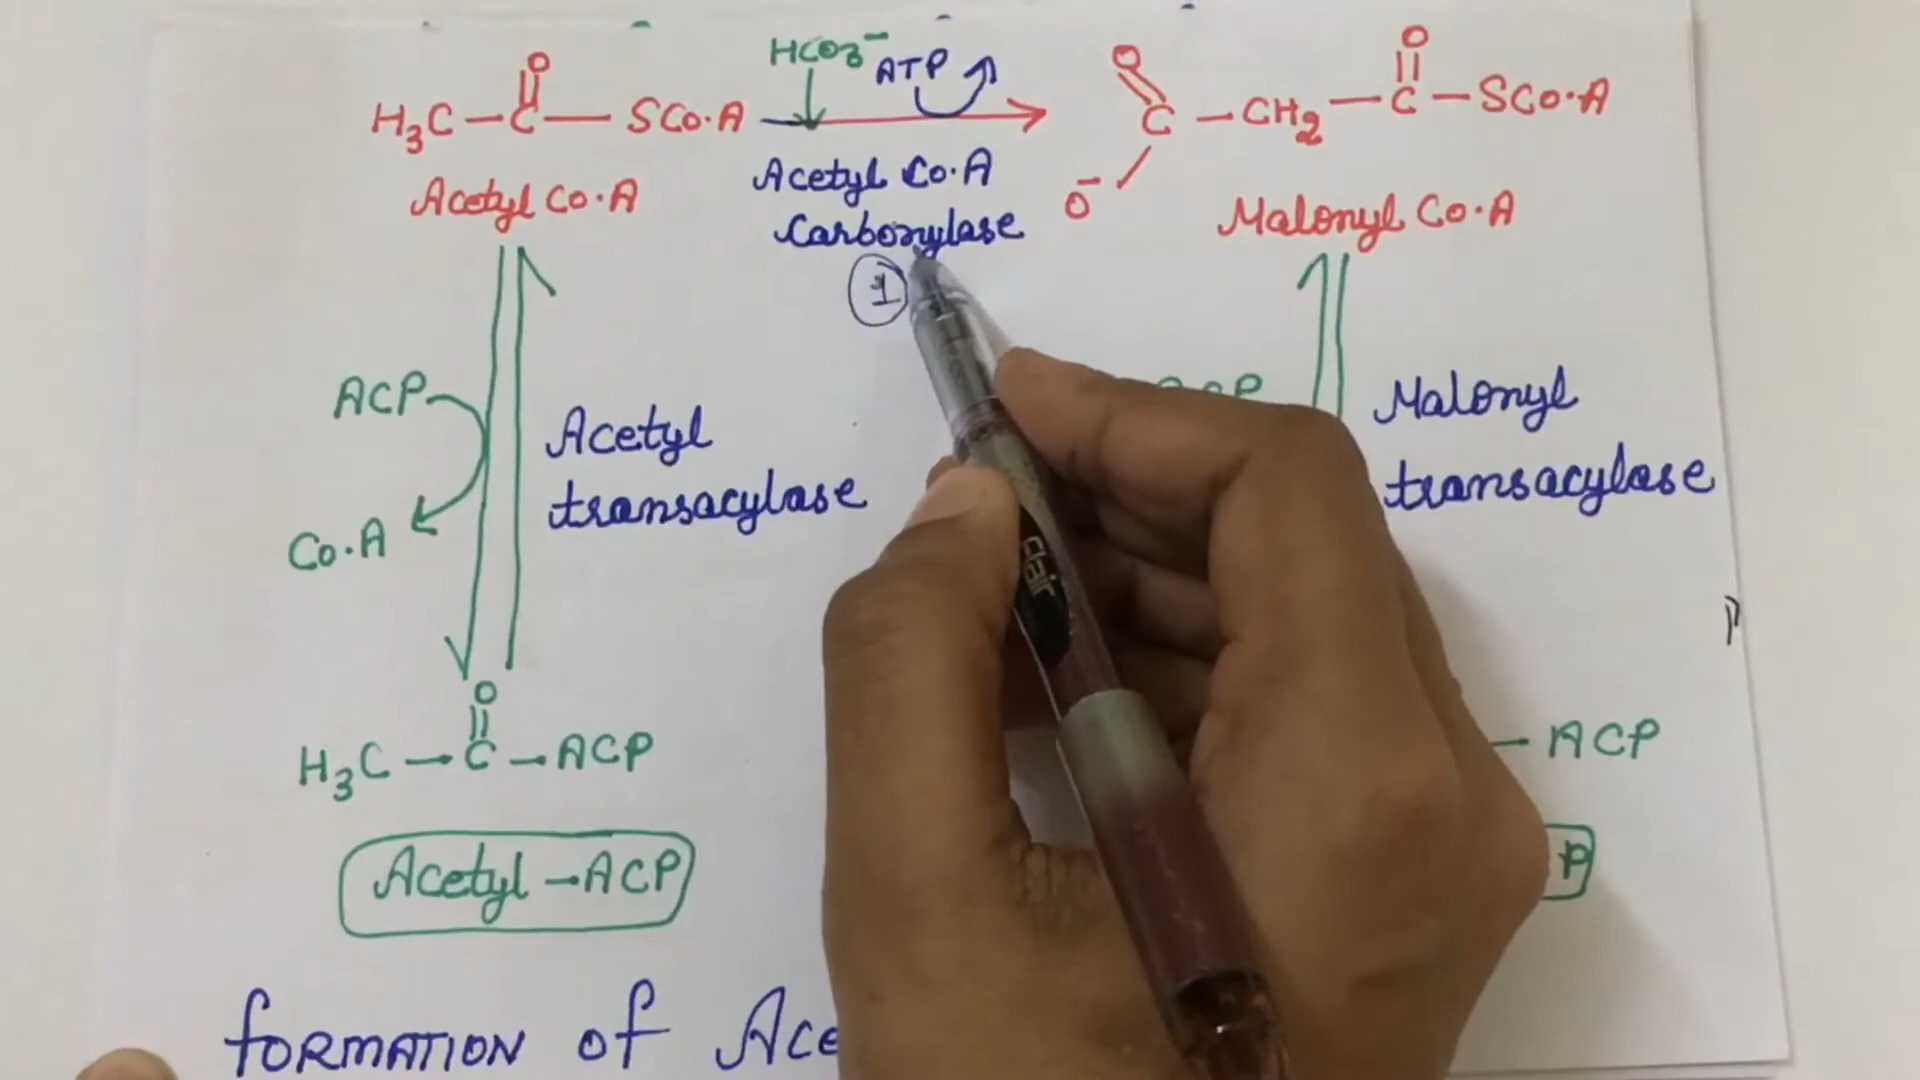 HCO3⁻ ATP
H3C-C-SCo.A
O
O C-CH2-C-SCo.A
O
O⁻
Acetyl Co.A
Acetyl Co.A
Carboxylase
1
Malonyl Co.A
ACP
Acetyl
transacylase
Co.A
Malonyl
transacylase
O
H3C-C-ACP
ACP
Acetyl-ACP
P
formation of Ace